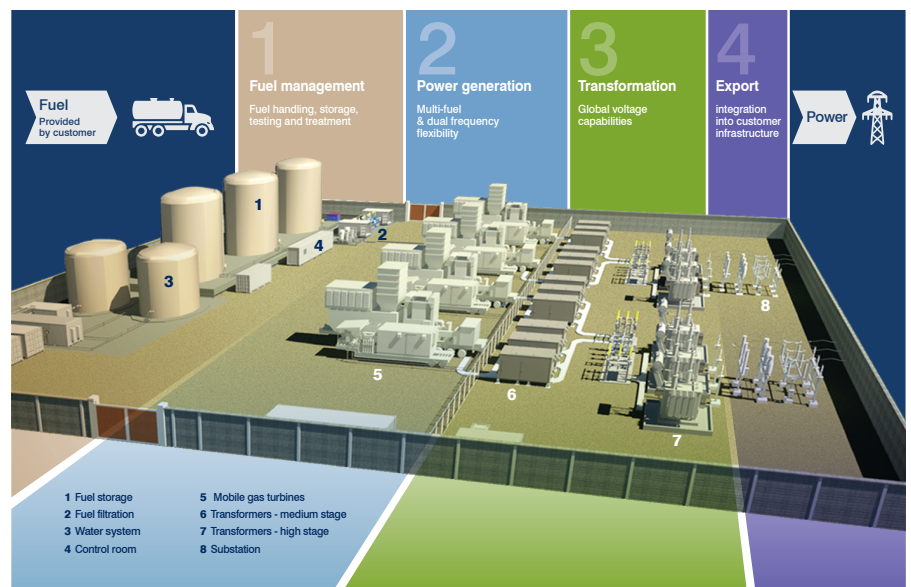 1
2
3
4
Fuel
Provided
by customer
Fuel management
Fuel handling, storage,
testing and treatment
Power generation
Multi-fuel
& dual frequency
flexibility
Transformation
Global voltage
capabilities
Export
integration
into customer
infrastructure
Power
1
2
3
4
5
6
7
8
1 Fuel storage
2 Fuel filtration
3 Water system
4 Control room
5 Mobile gas turbines
6 Transformers - medium stage
7 Transformers - high stage
8 Substation